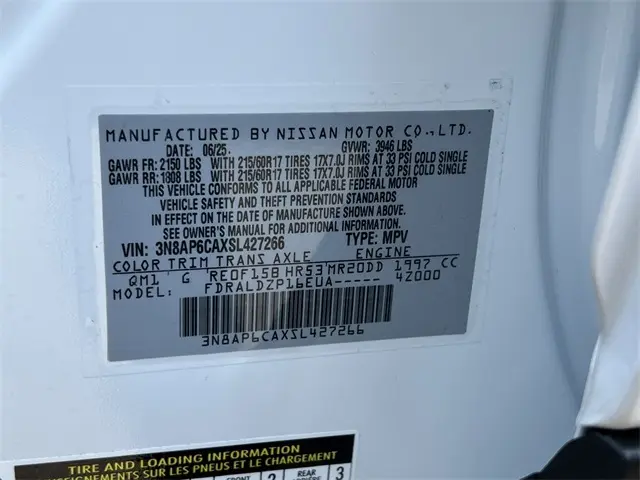 MANUFACTURED BY NISSAN MOTOR CO.,LTD.
DATE: 06/25. GVWR: 3946 LBS
GAWR FR: 2150 LBS WITH 215/60R17 TIRES 17X7.0J RIMS AT 33 PSI COLD SINGLE
GAWR RR: 1808 LBS WITH 215/60R17 TIRES 17X7.0J RIMS AT 33 PSI COLD SINGLE
THIS VEHICLE CONFORMS TO ALL APPLICABLE FEDERAL MOTOR
VEHICLE SAFETY AND THEFT PREVENTION STANDARDS
IN EFFECT ON THE DATE OF MANUFACTURE SHOWN ABOVE.
SEE OWNER'S MANUAL FOR ADDITIONAL INFORMATION.
VIN: 3N8AP6CAXSL427266 TYPE: MPV
COLOR TRIM TRANS AXLE ENGINE
QM1 G RE0F15B HR53 MR20DD 1997 CC
MODEL: FDRALDZP16EUA----- 4Z000
3N8AP6CAXSL427266
TIRE AND LOADING INFORMATION
RENSEIGNEMENTS SUR LES PNEUS ET LE CHARGEMENT
FRONT 2 REAR 3